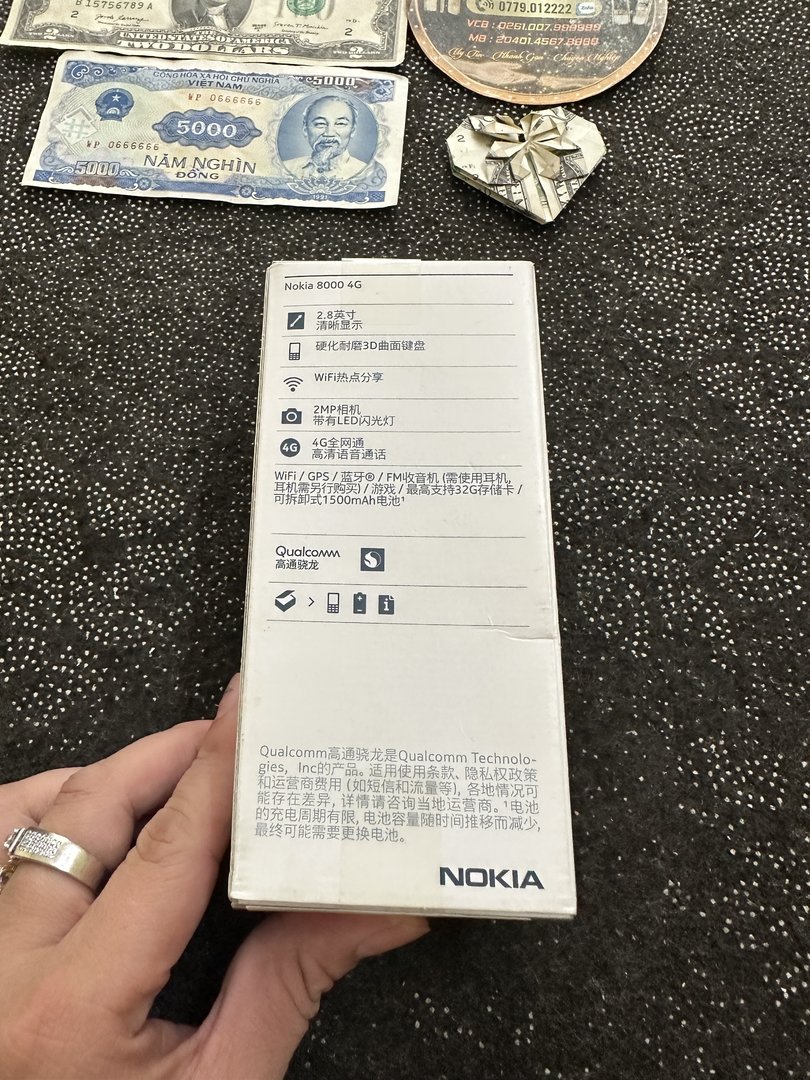 B 15756789 A
2
2
UNITED STATES OF AMERICA
TWO DOLLARS
0779.012222
Zalo
VCB : 0261.007.999989
MB : 20401.4567.8888
Uy Tín - Nhanh Gọn - Chuyên Nghiệp
CỘNG HÒA XÃ HỘI CHỦ NGHĨA
VIỆT NAM
5000
WP 0666666
5000
WP 0666666
5000
NĂM NGHÌN
ĐỒNG
1991
2
Nokia 8000 4G
2.8英寸
清晰显示
硬化耐磨3D曲面键盘
WiFi热点分享
2MP相机
带有LED闪光灯
4G
4G全网通
高清语音通话
WiFi / GPS / 蓝牙® / FM收音机 (需使用耳机,
耳机需另行购买) / 游戏 / 最高支持32G存储卡 /
可拆卸式1500mAh电池¹
Qualcomm
高通骁龙
Qualcomm高通骁龙是Qualcomm Technolo-
gies, Inc的产品。适用使用条款、隐私权政策
和运营商费用 (如短信和流量等), 各地情况可
能存在差异, 详情请咨询当地运营商。¹电池
的充电周期有限, 电池容量随时间推移而减少,
最终可能需要更换电池。
NOKIA